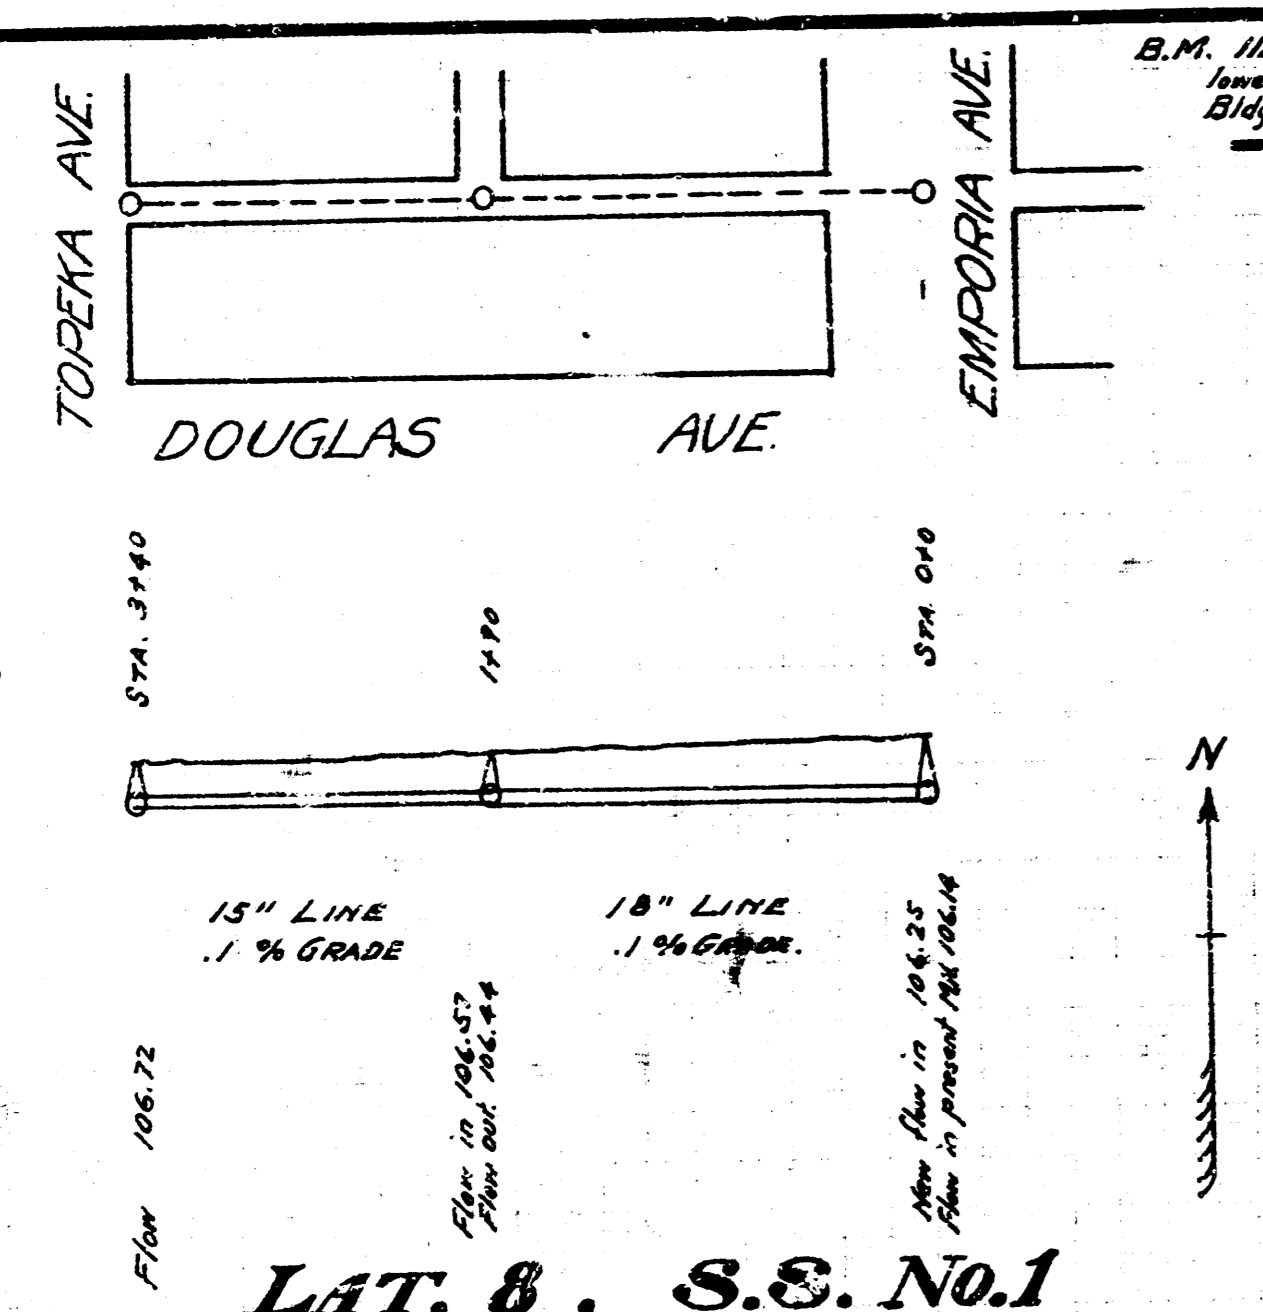 B.M.
lowe
Bldg
TOPEKA AVE.
EMPORIA AVE.
DOUGLAS AVE.
STA. 3+40
1+90
STA. 0+0
N
15" LINE
.1 % GRADE
18" LINE
.1 % GRADE.
Flow 106.72
Flow in 106.57
Flow out 106.44
New flow in 106.25
Flow in present MH 106.14
LAT. 8. S.S. No.1